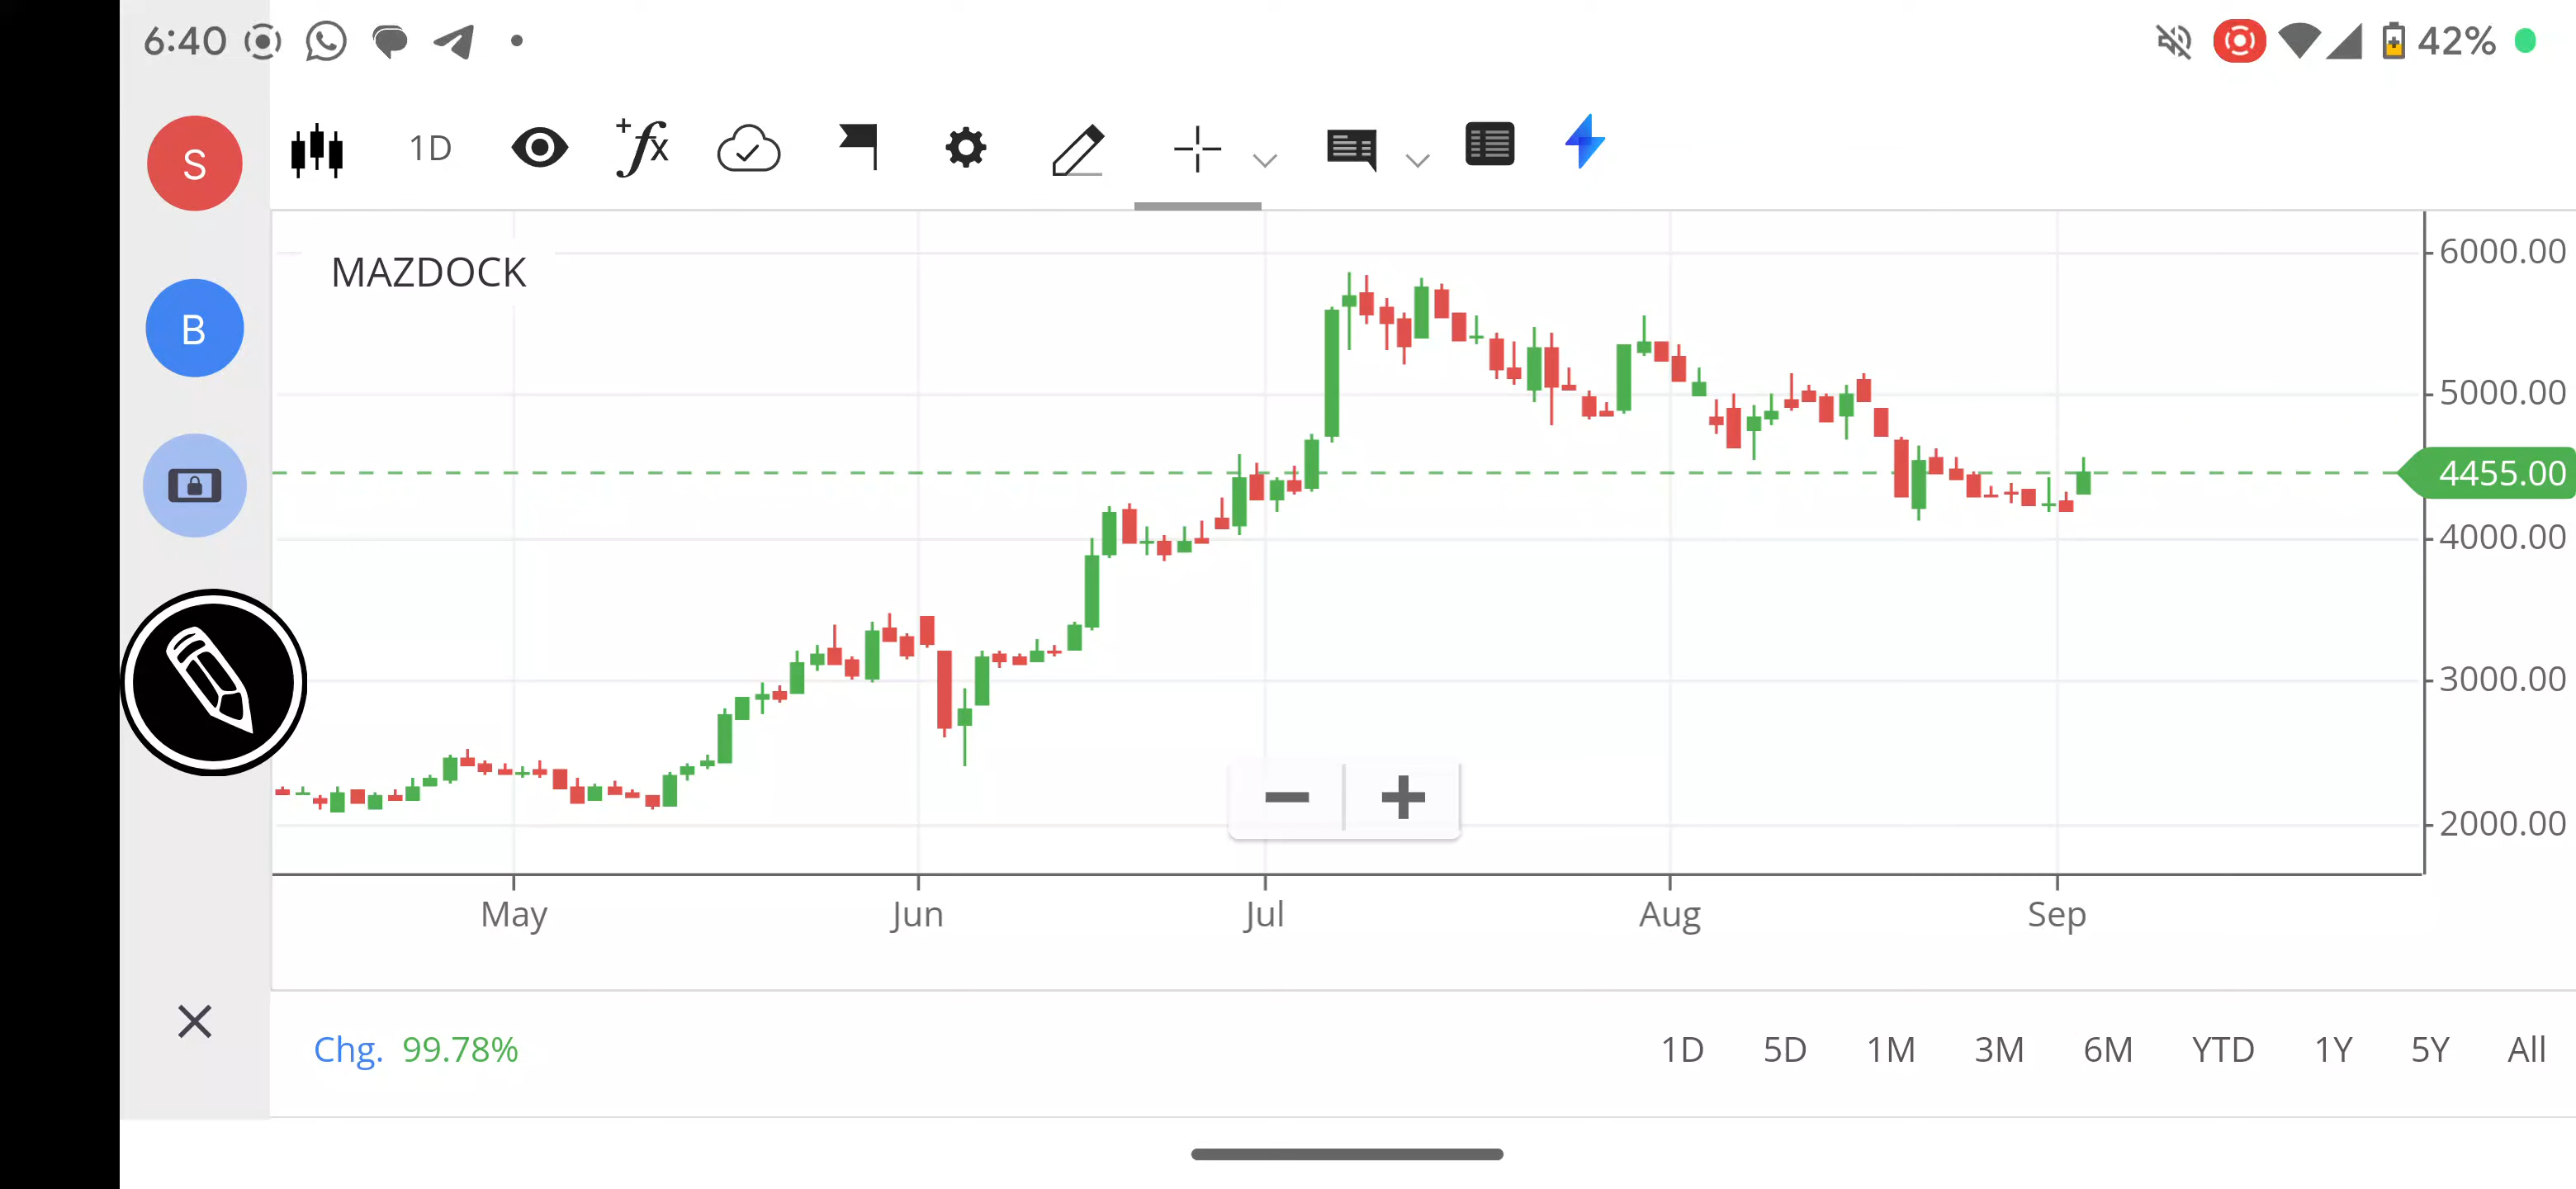 6:40
42%
S
1D
fx
B
MAZDOCK
6000.00
5000.00
4455.00
4000.00
3000.00
2000.00
May Jun Jul Aug Sep
Chg. 99.78% 1D 5D 1M 3M 6M YTD 1Y 5Y All